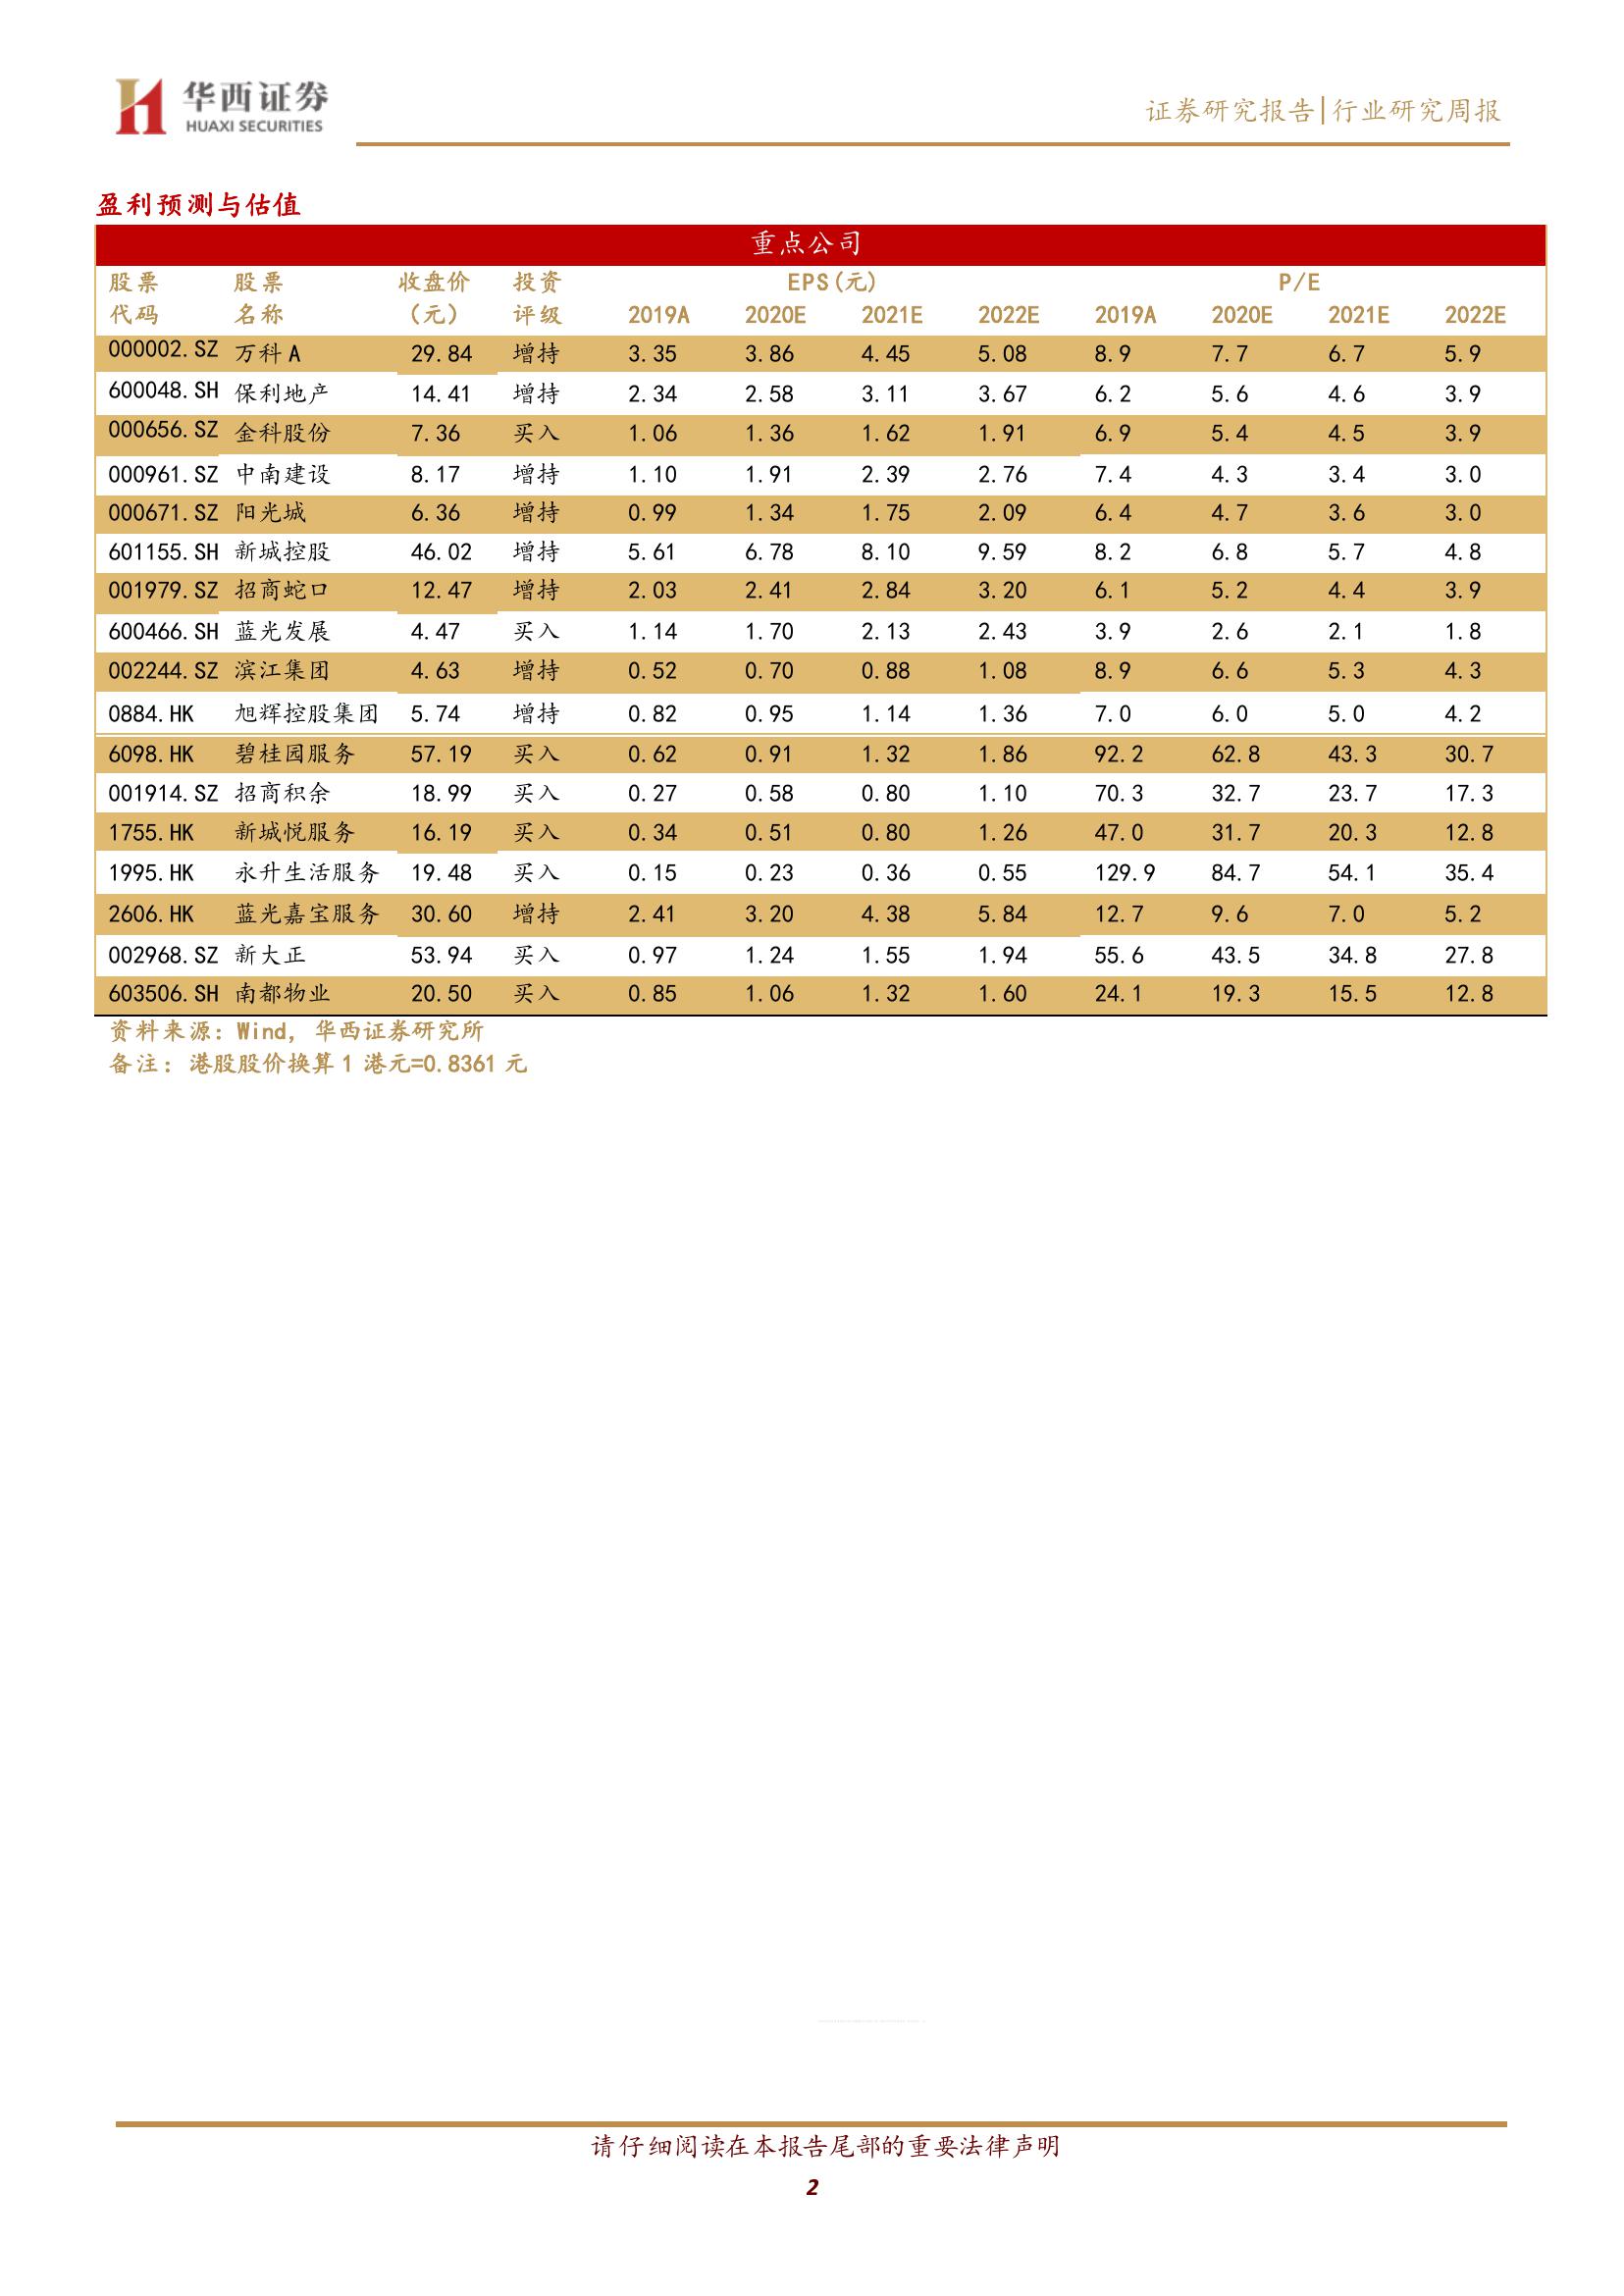 华西证券
HUAXI SECURITIES
证券研究报告|行业研究周报
盈利预测与估值
重点公司
股票 股票 收盘价 投资 EPS(元) P/E
代码 名称 (元) 评级 2019A 2020E 2021E 2022E 2019A 2020E 2021E 2022E
000002.SZ 万科A 29.84 增持 3.35 3.86 4.45 5.08 8.9 7.7 6.7 5.9
600048.SH 保利地产 14.41 增持 2.34 2.58 3.11 3.67 6.2 5.6 4.6 3.9
000656.SZ 金科股份 7.36 买入 1.06 1.36 1.62 1.91 6.9 5.4 4.5 3.9
000961.SZ 中南建设 8.17 增持 1.10 1.91 2.39 2.76 7.4 4.3 3.4 3.0
000671.SZ 阳光城 6.36 增持 0.99 1.34 1.75 2.09 6.4 4.7 3.6 3.0
601155.SH 新城控股 46.02 增持 5.61 6.78 8.10 9.59 8.2 6.8 5.7 4.8
001979.SZ 招商蛇口 12.47 增持 2.03 2.41 2.84 3.20 6.1 5.2 4.4 3.9
600466.SH 蓝光发展 4.47 买入 1.14 1.70 2.13 2.43 3.9 2.6 2.1 1.8
002244.SZ 滨江集团 4.63 增持 0.52 0.70 0.88 1.08 8.9 6.6 5.3 4.3
0884.HK 旭辉控股集团 5.74 增持 0.82 0.95 1.14 1.36 7.0 6.0 5.0 4.2
6098.HK 碧桂园服务 57.19 买入 0.62 0.91 1.32 1.86 92.2 62.8 43.3 30.7
001914.SZ 招商积余 18.99 买入 0.27 0.58 0.80 1.10 70.3 32.7 23.7 17.3
1755.HK 新城悦服务 16.19 买入 0.34 0.51 0.80 1.26 47.0 31.7 20.3 12.8
1995.HK 永升生活服务 19.48 买入 0.15 0.23 0.36 0.55 129.9 84.7 54.1 35.4
2606.HK 蓝光嘉宝服务 30.60 增持 2.41 3.20 4.38 5.84 12.7 9.6 7.0 5.2
002968.SZ 新大正 53.94 买入 0.97 1.24 1.55 1.94 55.6 43.5 34.8 27.8
603506.SH 南都物业 20.50 买入 0.85 1.06 1.32 1.60 24.1 19.3 15.5 12.8
资料来源：Wind，华西证券研究所
备注：港股股价换算1 港元=0.8361 元
请仔细阅读在本报告尾部的重要法律声明
2